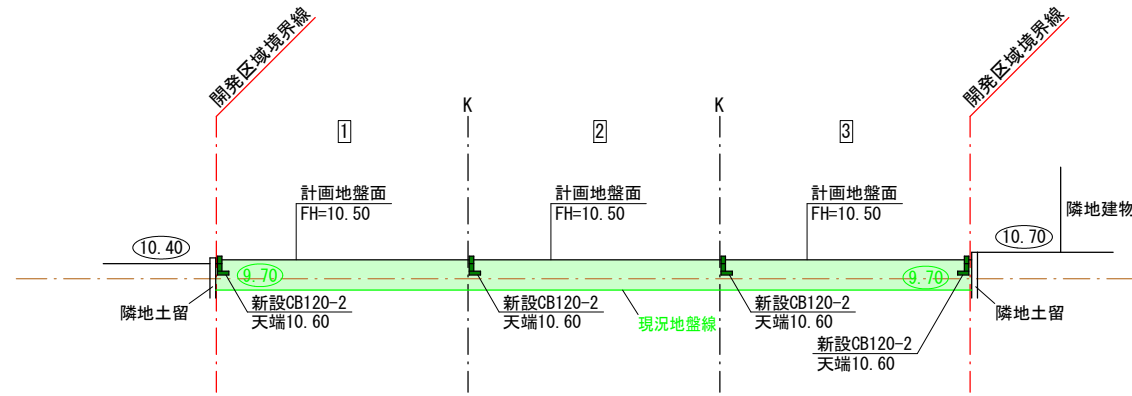 開発区域境界線
開発区域境界線
K
K
1
2
3
計画地盤面
FH=10.50
計画地盤面
FH=10.50
計画地盤面
FH=10.50
隣地建物
10.40
10.70
9.70
9.70
隣地土留
新設CB120-2
天端10.60
新設CB120-2
天端10.60
現況地盤線
新設CB120-2
天端10.60
隣地土留
新設CB120-2
天端10.60